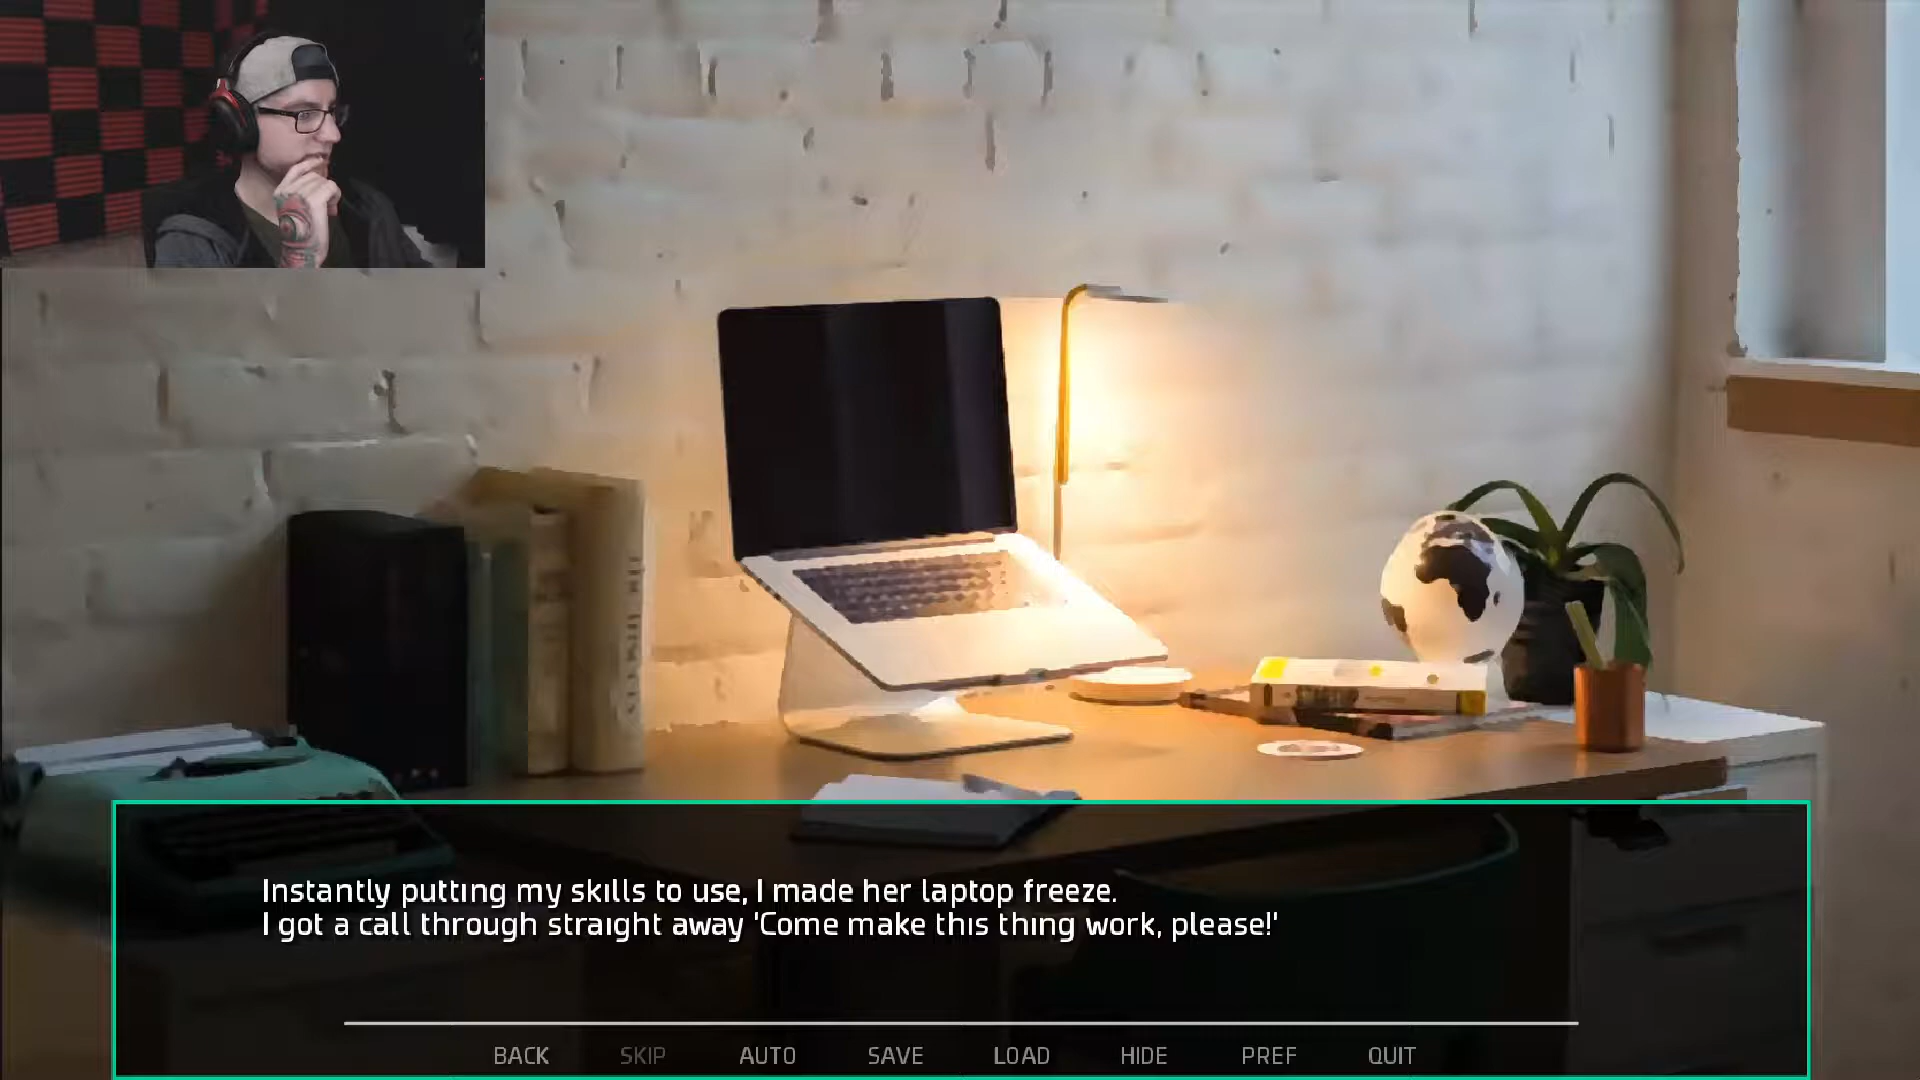 Instantly putting my skills to use, I made her laptop freeze.
I got a call through straight away 'Come make this thing work, please!'
BACK SKIP AUTO SAVE LOAD HIDE PREF QUIT